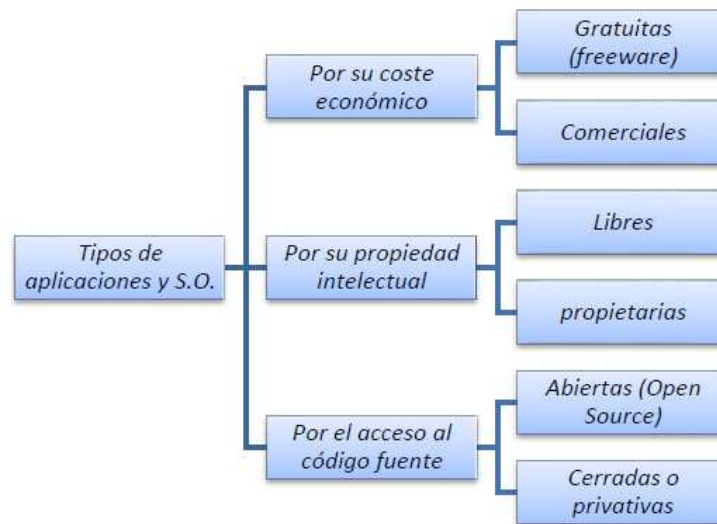 Tipos de
aplicaciones y S.O.
Por su coste
económico
Gratuitas
(freeware)
Comerciales
Por su propiedad
intelectual
Libres
propietarias
Por el acceso al
código fuente
Abiertas (Open
Source)
Cerradas o
privativas